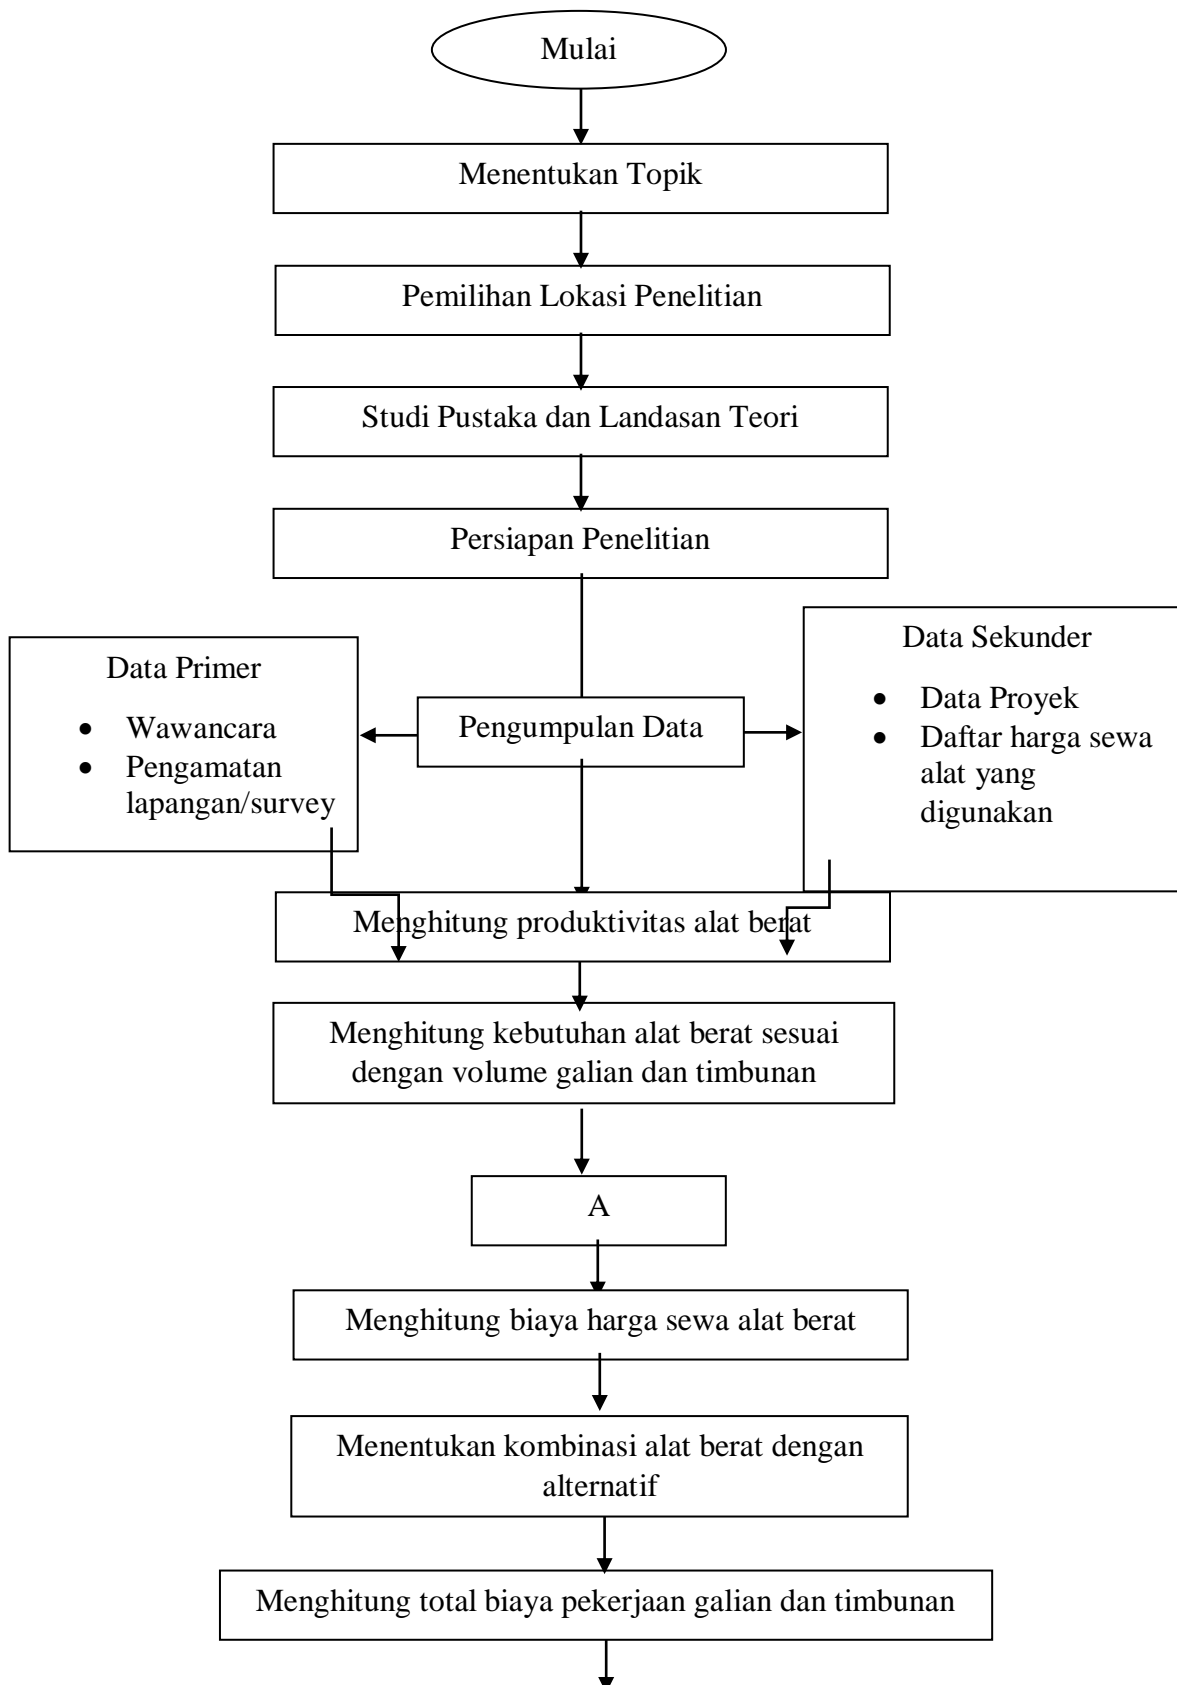 Mulai
Menentukan Topik
Pemilihan Lokasi Penelitian
Studi Pustaka dan Landasan Teori
Persiapan Penelitian
Data Primer
• Wawancara
• Pengamatan
lapangan/survey
Pengumpulan Data
Data Sekunder
• Data Proyek
• Daftar harga sewa
alat yang
digunakan
Menghitung produktivitas alat berat
Menghitung kebutuhan alat berat sesuai
dengan volume galian dan timbunan
A
Menghitung biaya harga sewa alat berat
Menentukan kombinasi alat berat dengan
alternatif
Menghitung total biaya pekerjaan galian dan timbunan